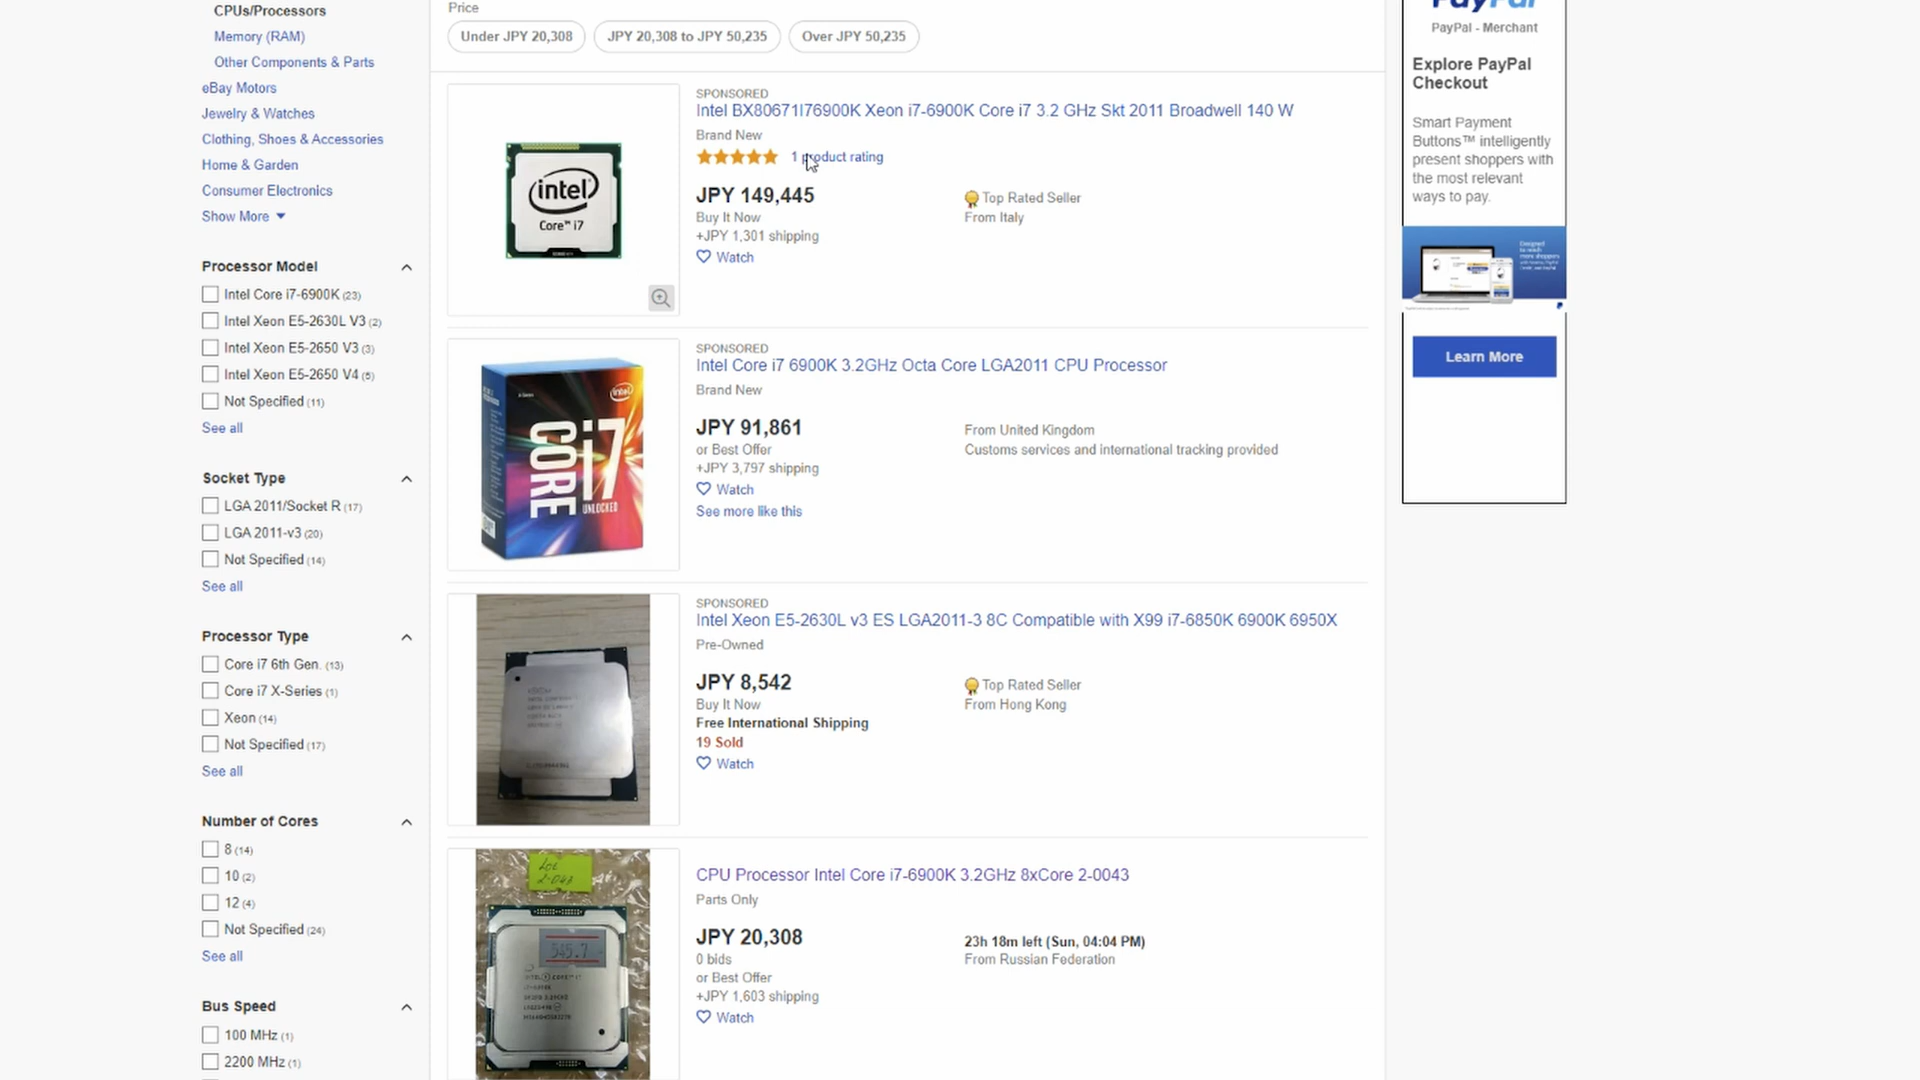 CPUs/Processors
Memory (RAM)
Other Components & Parts
eBay Motors
Jewelry & Watches
Clothing, Shoes & Accessories
Home & Garden
Consumer Electronics
Show More
Processor Model
Intel Core i7-6900K (23)
Intel Xeon E5-2630L V3 (2)
Intel Xeon E5-2650 V3 (3)
Intel Xeon E5-2650 V4 (5)
Not Specified (11)
See all
Socket Type
LGA 2011/Socket R (17)
LGA 2011-v3 (20)
Not Specified (14)
See all
Processor Type
Core i7 6th Gen. (13)
Core i7 X-Series (1)
Xeon (14)
Not Specified (17)
See all
Number of Cores
8 (14)
10 (2)
12 (4)
Not Specified (24)
See all
Bus Speed
100 MHz (1)
2200 MHz (1)
Price
Under JPY 20,308
JPY 20,308 to JPY 50,235
Over JPY 50,235
intel
Core™ i7
SPONSORED
Intel BX80671I76900K Xeon i7-6900K Core i7 3.2 GHz Skt 2011 Broadwell 140 W
Brand New
1 product rating
JPY 149,445
Buy It Now
+JPY 1,301 shipping
Watch
Top Rated Seller
From Italy
intel
CORE i7
UNLOCKED
SPONSORED
Intel Core i7 6900K 3.2GHz Octa Core LGA2011 CPU Processor
Brand New
JPY 91,861
or Best Offer
+JPY 3,797 shipping
Watch
See more like this
From United Kingdom
Customs services and international tracking provided
SPONSORED
Intel Xeon E5-2630L v3 ES LGA2011-3 8C Compatible with X99 i7-6850K 6900K 6950X
Pre-Owned
JPY 8,542
Buy It Now
Free International Shipping
19 Sold
Watch
Top Rated Seller
From Hong Kong
Lot
2-043
545.7
CPU Processor Intel Core i7-6900K 3.2GHz 8xCore 2-0043
Parts Only
JPY 20,308
0 bids
or Best Offer
+JPY 1,603 shipping
Watch
23h 18m left (Sun, 04:04 PM)
From Russian Federation
PayPal
PayPal - Merchant
Explore PayPal
Checkout
Smart Payment
Buttons™ intelligently
present shoppers with
the most relevant
ways to pay.
Learn More